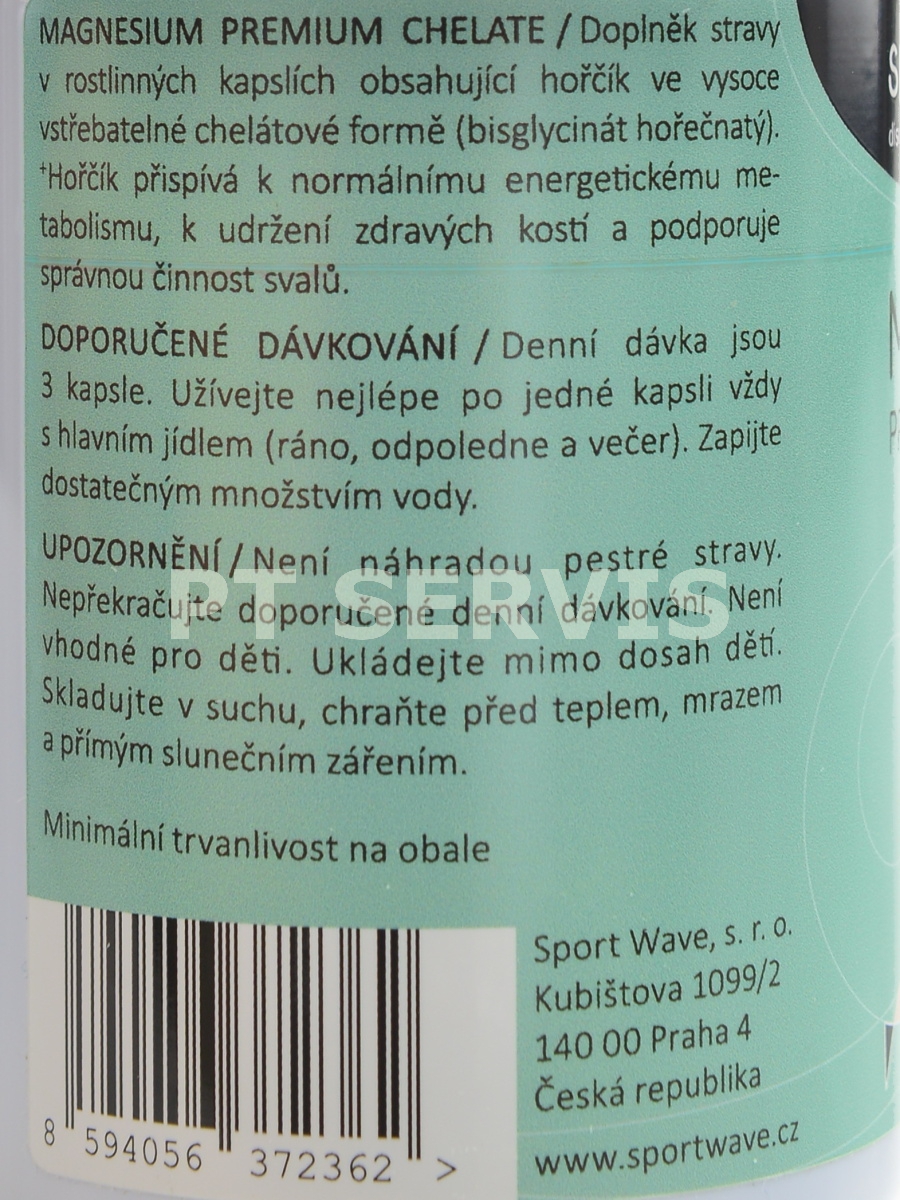 MAGNESIUM PREMIUM CHELATE / Doplněk stravy
v rostlinných kapslích obsahující hořčík ve vysoce
vstřebatelné chelátové formě (bisglycinát hořečnatý).
⁺Hořčík přispívá k normálnímu energetickému me-
tabolismu, k udržení zdravých kostí a podporuje
správnou činnost svalů.
DOPORUČENÉ DÁVKOVÁNÍ / Denní dávka jsou
3 kapsle. Užívejte nejlépe po jedné kapsli vždy
s hlavním jídlem (ráno, odpoledne a večer). Zapijte
dostatečným množstvím vody.
UPOZORNĚNÍ / Není náhradou pestré stravy.
Nepřekračujte doporučené denní dávkování. Není
vhodné pro děti. Ukládejte mimo dosah dětí.
Skladujte v suchu, chraňte před teplem, mrazem
a přímým slunečním zářením.
PT SERVIS
Minimální trvanlivost na obale
8 594056 372362 >
Sport Wave, s. r. o.
Kubištova 1099/2
140 00 Praha 4
Česká republika
www.sportwave.cz